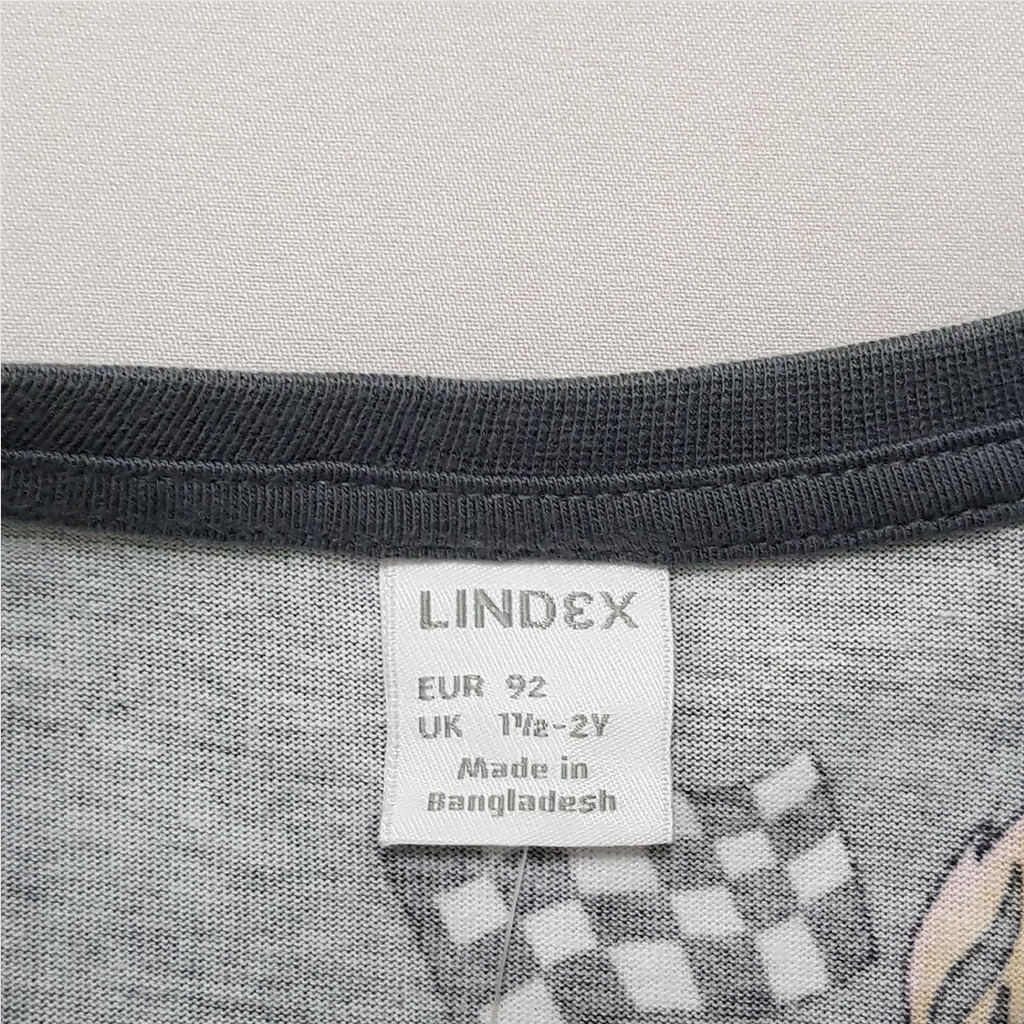 LINDEX
EUR 92
UK 1½-2Y
Made in
Bangladesh